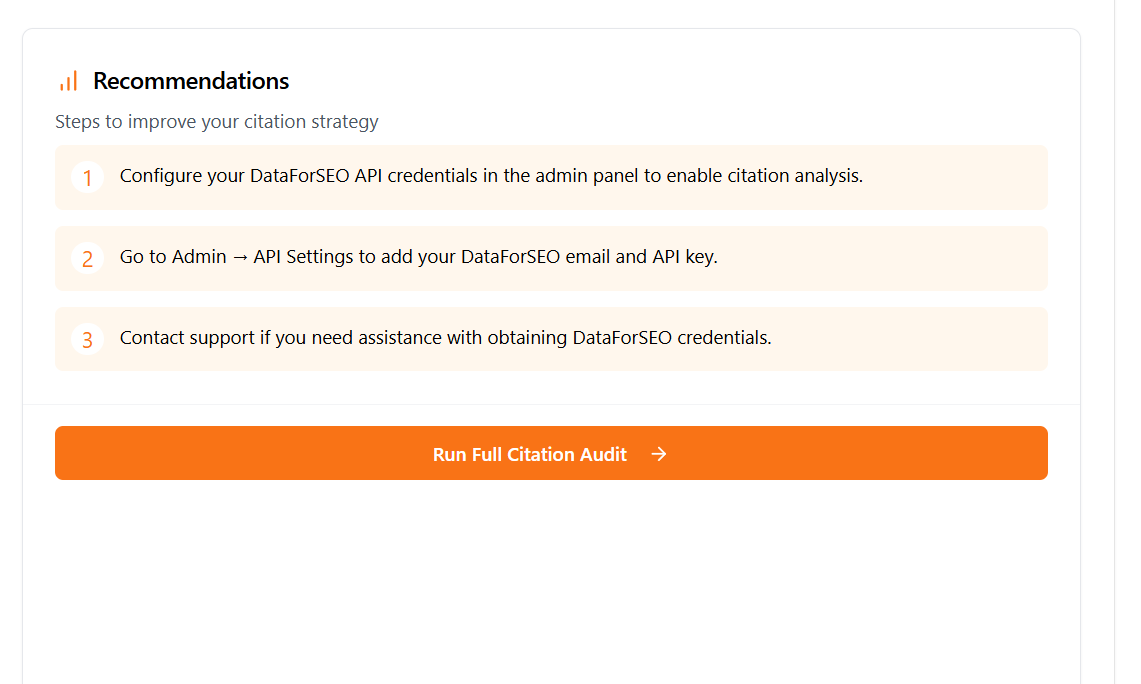 Recommendations
Steps to improve your citation strategy
1 Configure your DataForSEO API credentials in the admin panel to enable citation analysis.
2 Go to Admin → API Settings to add your DataForSEO email and API key.
3 Contact support if you need assistance with obtaining DataForSEO credentials.
Run Full Citation Audit →